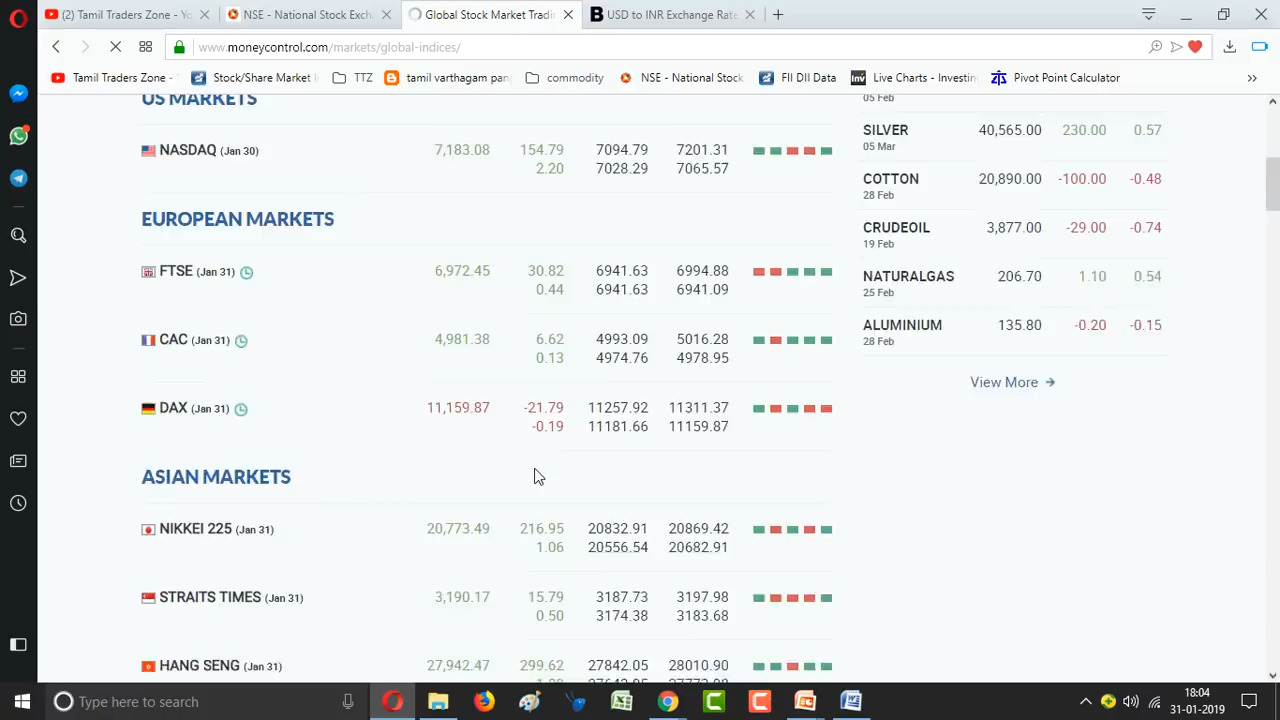 (2) Tamil Traders Zone - Yo
NSE - National Stock Exch
Global Stock Market Tradi
USD to INR Exchange Rate
www.moneycontrol.com/markets/global-indices/
Tamil Traders Zone -
Stock/Share Market
TTZ
tamil varthagam pan
commodity
NSE - National Stock
FII DII Data
Inv Live Charts - Investin
Pivot Point Calculator
US MARKETS
NASDAQ (Jan 30) 7,183.08 154.79 7094.79 7201.31
2.20 7028.29 7065.57
EUROPEAN MARKETS
FTSE (Jan 31) 6,972.45 30.82 6941.63 6994.88
0.44 6941.63 6941.09
CAC (Jan 31) 4,981.38 6.62 4993.09 5016.28
0.13 4974.76 4978.95
DAX (Jan 31) 11,159.87 -21.79 11257.92 11311.37
-0.19 11181.66 11159.87
ASIAN MARKETS
NIKKEI 225 (Jan 31) 20,773.49 216.95 20832.91 20869.42
1.06 20556.54 20682.91
STRAITS TIMES (Jan 31) 3,190.17 15.79 3187.73 3197.98
0.50 3174.38 3183.68
HANG SENG (Jan 31) 27,942.47 299.62 27842.05 28010.90
05 Feb
SILVER 40,565.00 230.00 0.57
05 Mar
COTTON 20,890.00 -100.00 -0.48
28 Feb
CRUDEOIL 3,877.00 -29.00 -0.74
19 Feb
NATURALGAS 206.70 1.10 0.54
25 Feb
ALUMINIUM 135.80 -0.20 -0.15
28 Feb
View More
Type here to search
18:04
31-01-2019